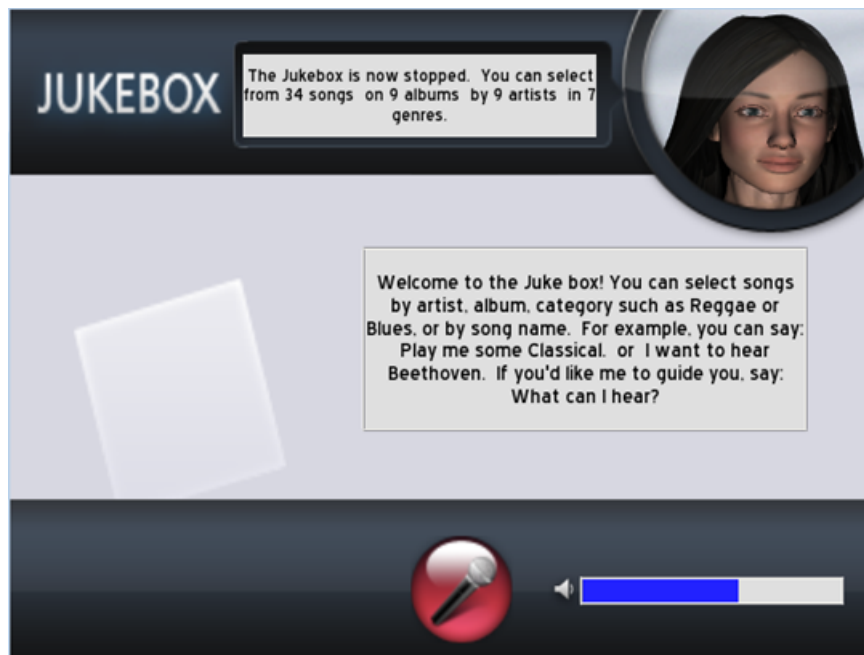 JUKEBOX
The Jukebox is now stopped. You can select
from 34 songs on 9 albums by 9 artists in 7
genres.
Welcome to the Juke box! You can select songs
by artist, album, category such as Reggae or
Blues, or by song name. For example, you can say:
Play me some Classical. or I want to hear
Beethoven. If you'd like me to guide you, say:
What can I hear?